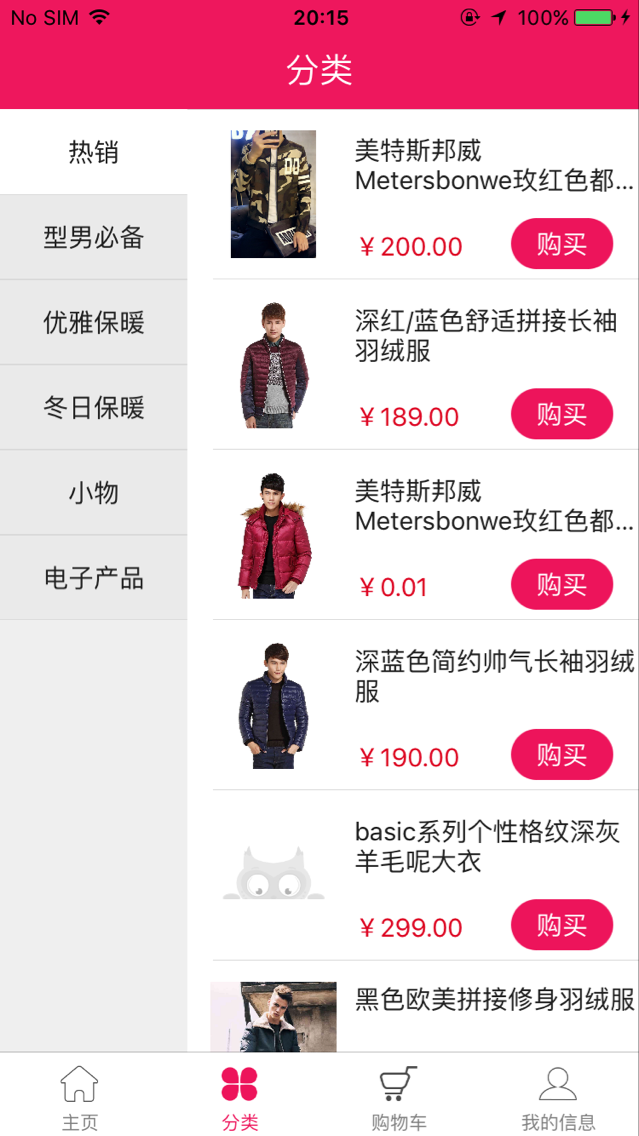 No SIM 20:15 100%
分类
热销
型男必备
优雅保暖
冬日保暖
小物
电子产品
美特斯邦威
Metersbonwe玫红色都...
¥200.00 购买
深红/蓝色舒适拼接长袖
羽绒服
¥189.00 购买
美特斯邦威
Metersbonwe玫红色都...
¥0.01 购买
深蓝色简约帅气长袖羽绒
服
¥190.00 购买
basic系列个性格纹深灰
羊毛呢大衣
¥299.00 购买
黑色欧美拼接修身羽绒服
主页 分类 购物车 我的信息